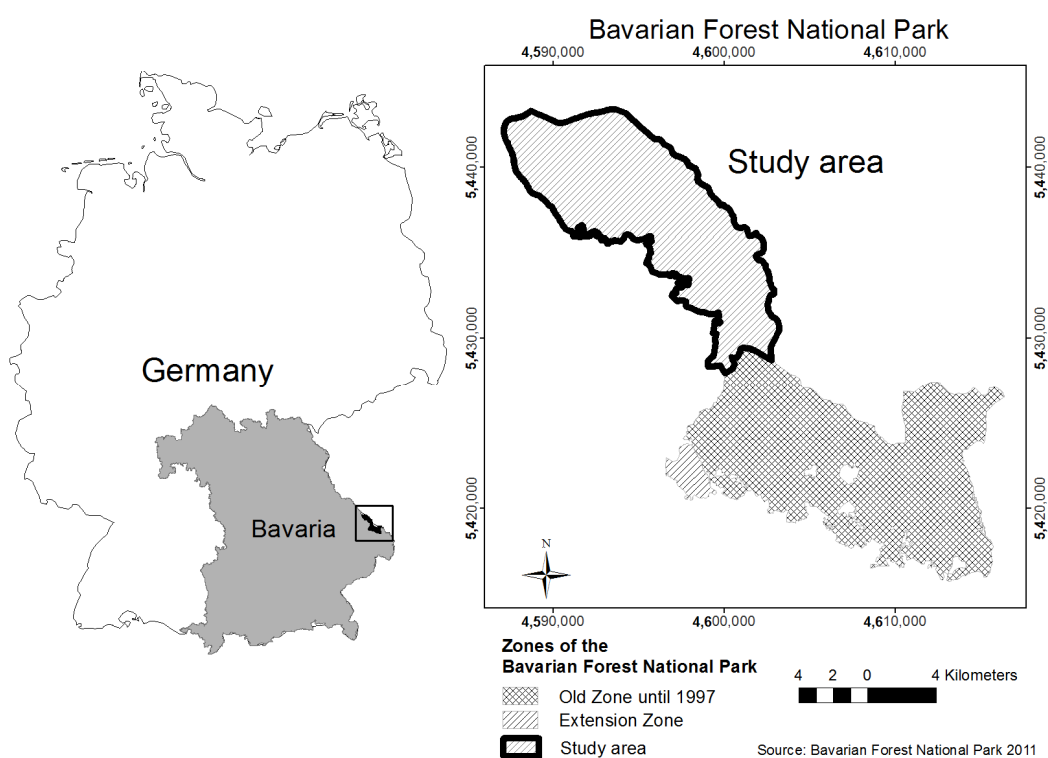 Bavarian Forest National Park
4,590,000 4,600,000 4,610,000
Study area
5,440,000 5,440,000
5,430,000 5,430,000
Germany
Bavaria
5,420,000 5,420,000
N
4,590,000 4,600,000 4,610,000
Zones of the
Bavarian Forest National Park
4 2 0 4 Kilometers
Old Zone until 1997
Extension Zone
Study area
Source: Bavarian Forest National Park 2011